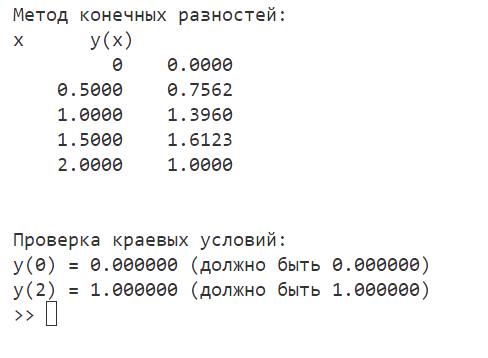 Метод конечных разностей:
x y(x)
0 0.0000
0.5000 0.7562
1.0000 1.3960
1.5000 1.6123
2.0000 1.0000
Проверка краевых условий:
y(0) = 0.000000 (должно быть 0.000000)
y(2) = 1.000000 (должно быть 1.000000)
>>